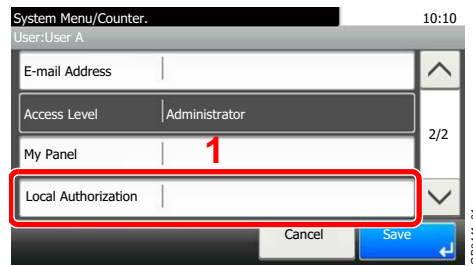 System Menu/Counter. 10:10
User:User A
E-mail Address
Access Level Administrator
2/2
My Panel 1
Local Authorization
Cancel Save